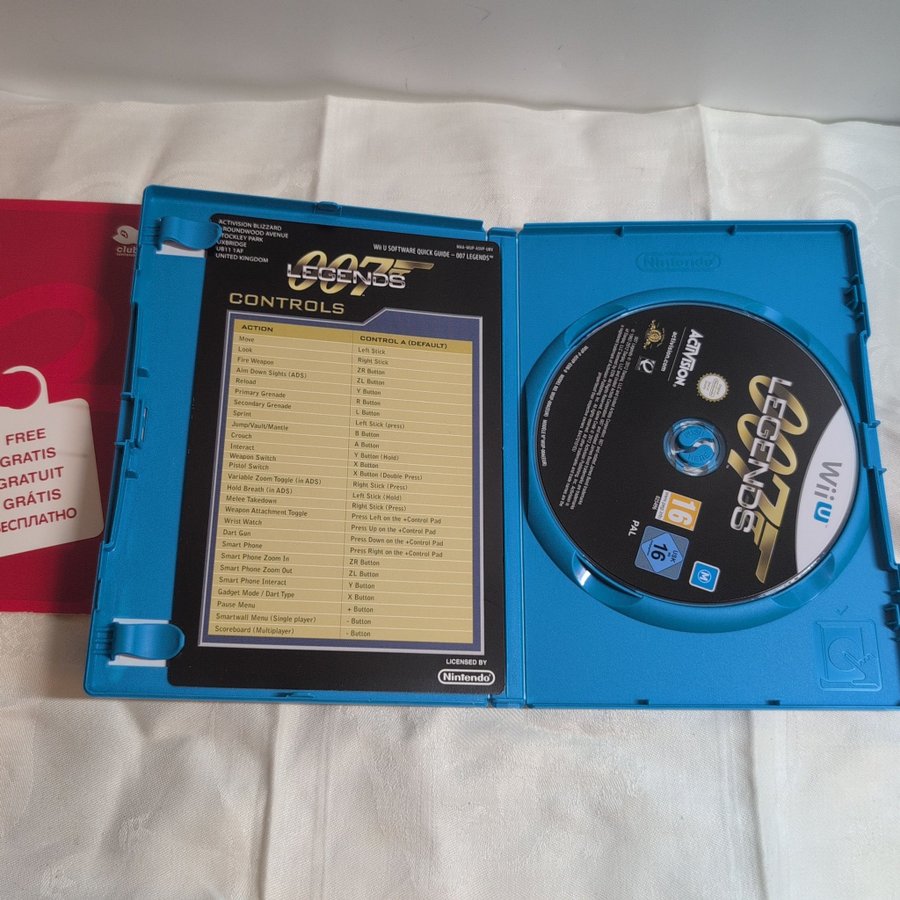 club
FREE
GRATIS
GRATUIT
GRÁTIS
БЕСПЛАТНО
ACTIVISION BLIZZARD
ROUNDWOOD AVENUE
STOCKLEY PARK
UXBRIDGE
UB11 1AF
UNITED KINGDOM
Wii U SOFTWARE QUICK GUIDE – 007 LEGENDS™
007
LEGENDS
CONTROLS
ACTION CONTROL A (DEFAULT)
Move Left Stick
Look Right Stick
Fire Weapon ZR Button
Aim Down Sights (ADS) ZL Button
Reload Y Button
Primary Grenade R Button
Secondary Grenade L Button
Sprint Left Stick (press)
Jump/Vault/Mantle B Button
Crouch A Button
Interact Y Button (Hold)
Weapon Switch X Button
Pistol Switch X Button (Double Press)
Variable Zoom Toggle (in ADS) Right Stick (Press)
Hold Breath (in ADS) Left Stick (Hold)
Melee Takedown Right Stick (Press)
Weapon Attachment Toggle Press Left on the +Control Pad
Wrist Watch Press Up on the +Control Pad
Dart Gun Press Down on the +Control Pad
Smart Phone Press Right on the +Control Pad
Smart Phone Zoom In ZR Button
Smart Phone Zoom Out ZL Button
Smart Phone Interact Y Button
Gadget Mode / Dart Type X Button
Pause Menu + Button
Smartwall Menu (Single player) - Button
Scoreboard (Multiplayer) - Button
LICENSED BY
Nintendo
Nintendo
ACTIVISION
activision.com
007
LEGENDS
Wii U
16
PAL
USK
16
M